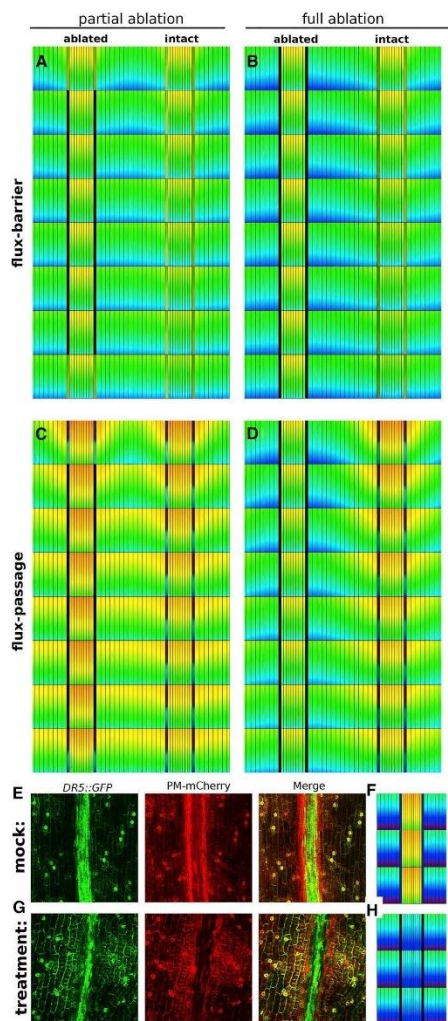 partial ablation full ablation
ablated intact ablated intact
A B
flux-barrier
C D
flux-passage
E DR5::GFP PM-mCherry Merge F
mock:
G H
treatment: